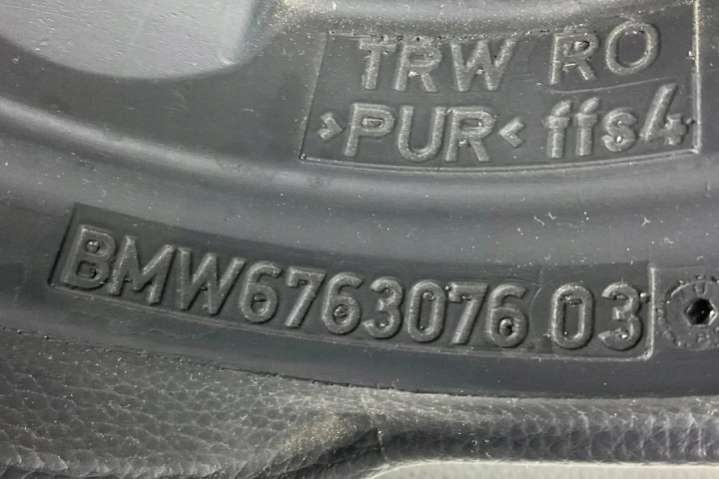 TRW RO
>PUR< ffs4
BMW6763076.03